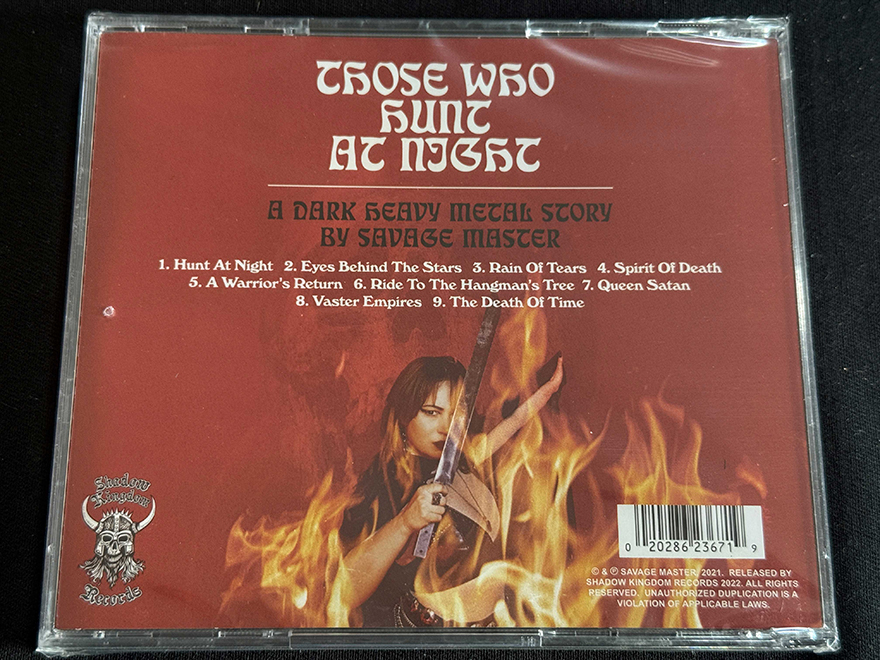 THOSE WHO
HUNT
AT NIGHT
A DARK HEAVY METAL STORY
BY SAVAGE MASTER
1. Hunt At Night 2. Eyes Behind The Stars 3. Rain Of Tears 4. Spirit Of Death
5. A Warrior's Return 6. Ride To The Hangman's Tree 7. Queen Satan
8. Vaster Empires 9. The Death Of Time
Shadow
Kingdom
Records
0 20286 23671 9
© & ℗ SAVAGE MASTER, 2021. RELEASED BY
SHADOW KINGDOM RECORDS 2022. ALL RIGHTS
RESERVED. UNAUTHORIZED DUPLICATION IS A
VIOLATION OF APPLICABLE LAWS.